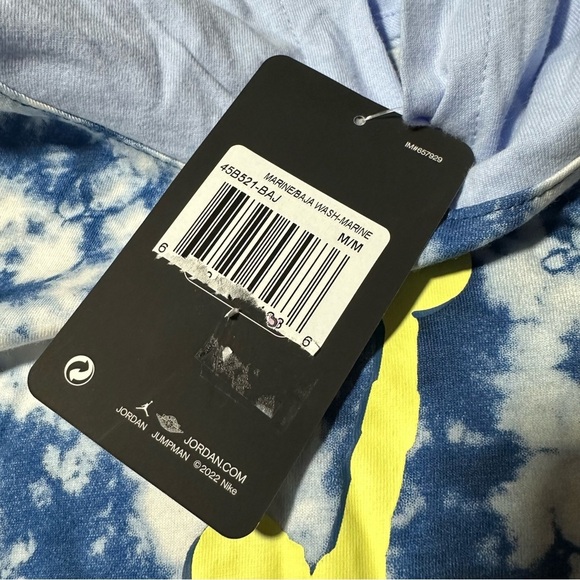 IM#657929
MARINE/BAJA WASH-MARINE
45B521-BAJ
M/M
6
6
JORDAN.COM
JORDAN
JUMPMAN ©2022 Nike